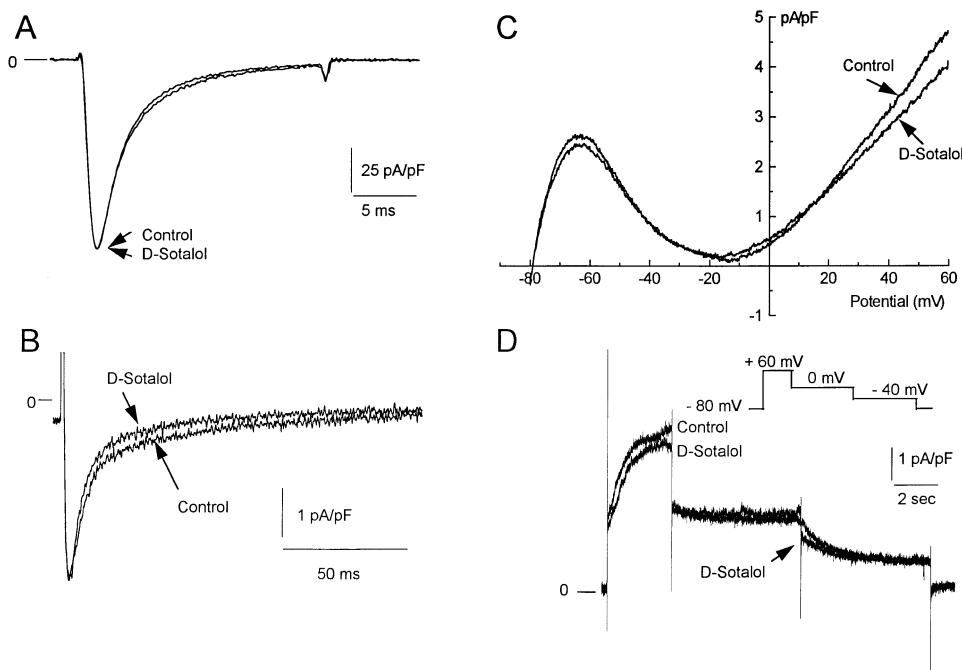 A
0
25 pA/pF
5 ms
Control
D-Sotalol
B
D-Sotalol
0
Control
1 pA/pF
50 ms
C
pA/pF
5
4
3
2
1
-1
Control
D-Sotalol
-80 -60 -40 -20 0 20 40 60
Potential (mV)
D
+ 60 mV
0 mV
- 40 mV
- 80 mV
Control
D-Sotalol
1 pA/pF
2 sec
D-Sotalol
0